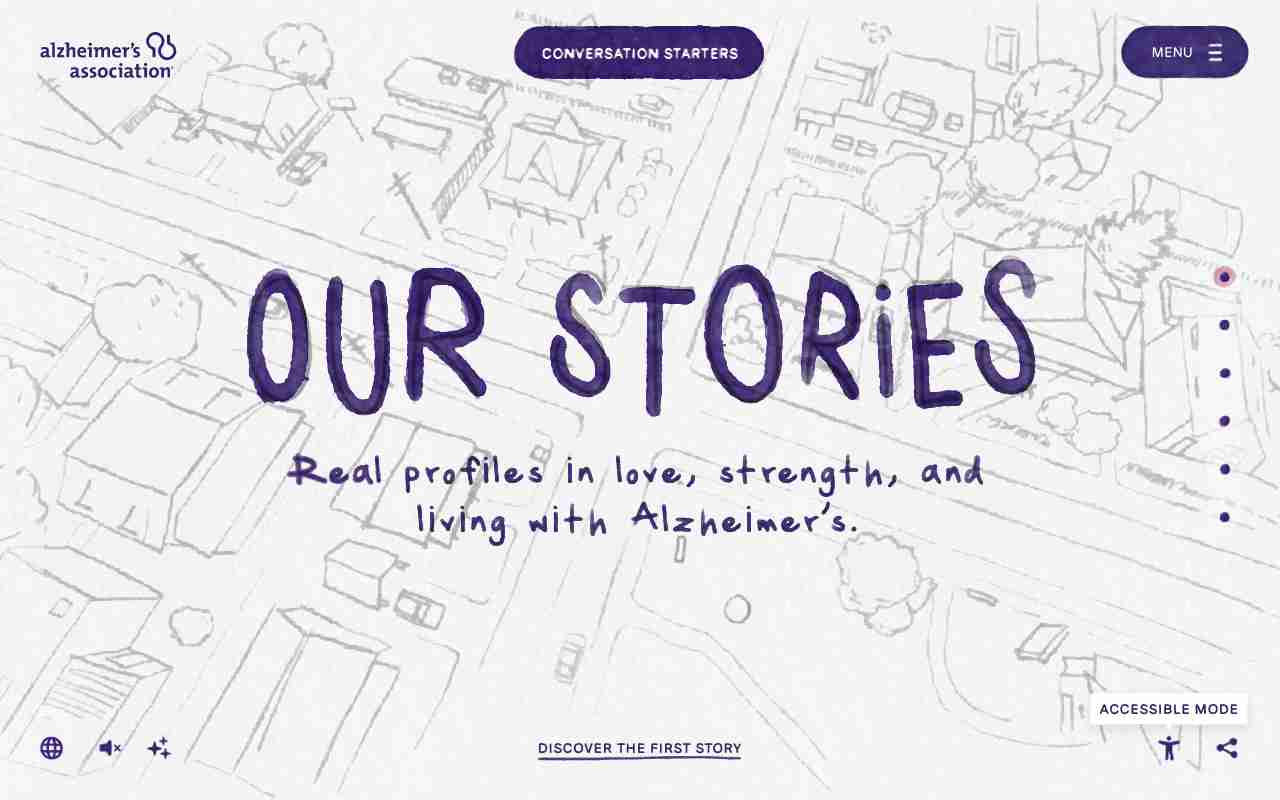 alzheimer's
association
CONVERSATION STARTERS
MENU
OUR STORiES
Real profiles in love, strength, and
living with Alzheimer's.
ACCESSIBLE MODE
DISCOVER THE FIRST STORY